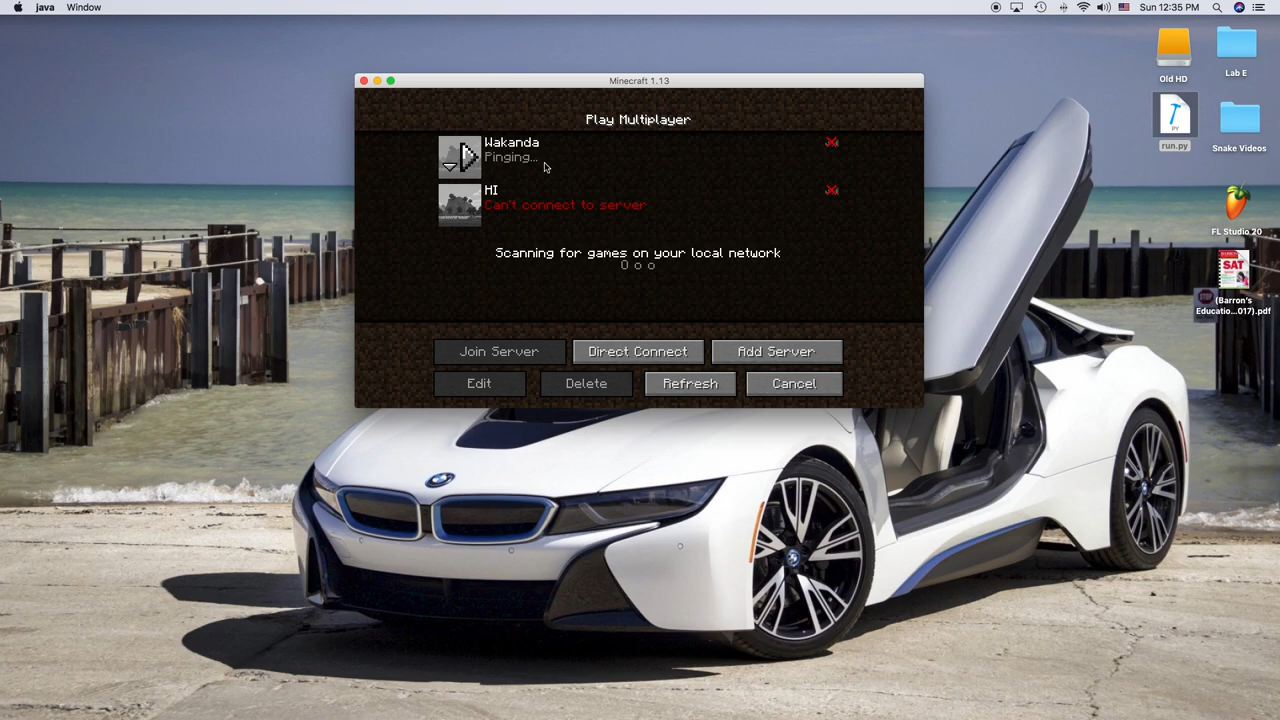 java Window Sun 12:35 PM
Minecraft 1.13
Play Multiplayer
Wakanda
Pinging...
HI
Can't connect to server
Scanning for games on your local network
O o o
Join Server Direct Connect Add Server
Edit Delete Refresh Cancel
Old HD
Lab E
PY
run.py
Snake Videos
FL Studio 20
SAT
(Barron's
Educatio...017).pdf